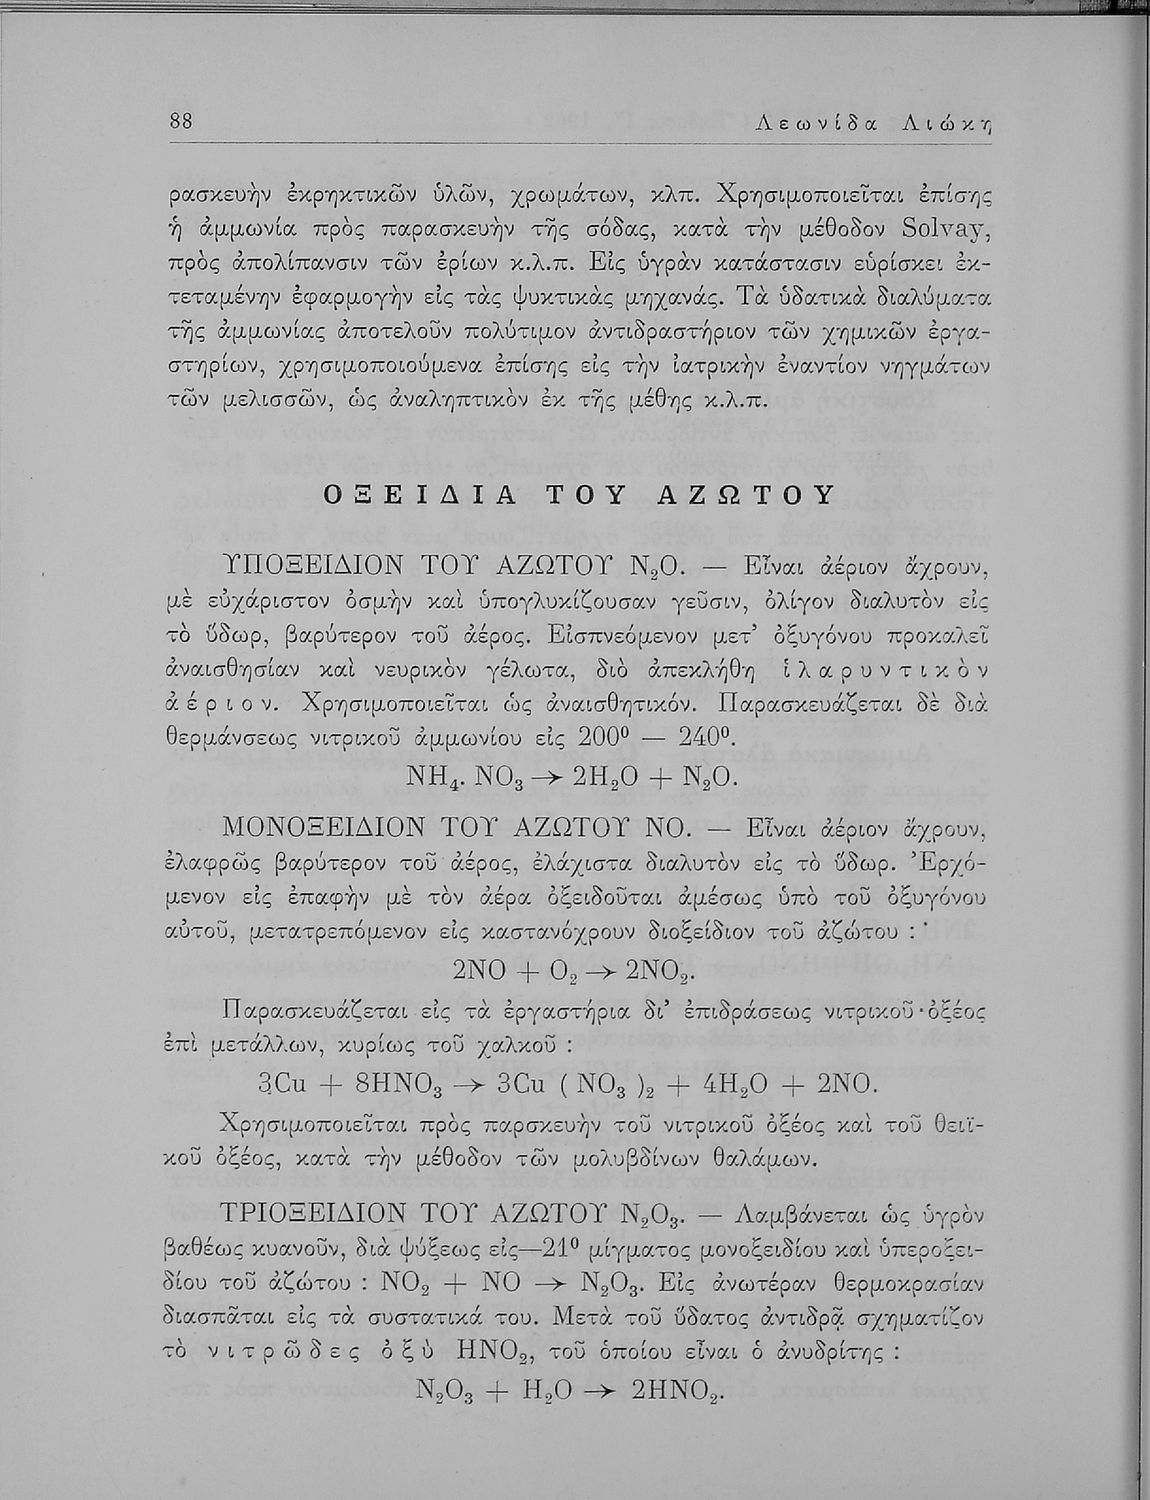 88 Λεωνίδα Λιώκη
ρασκευὴν ἐκρηκτικῶν ὑλῶν, χρωμάτων, κλπ. Χρησιμοποιεῖται ἐπίσης
ἡ ἀμμωνία πρὸς παρασκευὴν τῆς σόδας, κατὰ τὴν μέθοδον Solvay,
πρὸς ἀπολίπανσιν τῶν ἐρίων κ.λ.π. Εἰς ὑγρὰν κατάστασιν εὑρίσκει ἐκ-
τεταμένην ἐφαρμογὴν εἰς τὰς ψυκτικὰς μηχανάς. Τὰ ὑδατικὰ διαλύματα
τῆς ἀμμωνίας ἀποτελοῦν πολύτιμον ἀντιδραστήριον τῶν χημικῶν ἐργα-
στηρίων, χρησιμοποιούμενα ἐπίσης εἰς τὴν ἰατρικὴν ἐναντίον νηγμάτων
τῶν μελισσῶν, ὡς ἀναληπτικὸν ἐκ τῆς μέθης κ.λ.π.
ΟΞΕΙΔΙΑ ΤΟΥ ΑΖΩΤΟΥ
ΥΠΟΞΕΙΔΙΟΝ ΤΟΥ ΑΖΩΤΟΥ N₂O. — Εἶναι ἀέριον ἄχρουν,
μὲ εὐχάριστον ὀσμὴν καὶ ὑπογλυκίζουσαν γεῦσιν, ὀλίγον διαλυτὸν εἰς
τὸ ὕδωρ, βαρύτερον τοῦ ἀέρος. Εἰσπνεόμενον μετ’ ὀξυγόνου προκαλεῖ
ἀναισθησίαν καὶ νευρικὸν γέλωτα, διὸ ἀπεκλήθη ἱλαρυντικὸν
ἀέριον. Χρησιμοποιεῖται ὡς ἀναισθητικόν. Παρασκευάζεται δὲ διὰ
θερμάνσεως νιτρικοῦ ἀμμωνίου εἰς 200⁰ — 240⁰.
NH₄. NO₃ → 2H₂O + N₂O.
ΜΟΝΟΞΕΙΔΙΟΝ ΤΟΥ ΑΖΩΤΟΥ NO. — Εἶναι ἀέριον ἄχρουν,
ἐλαφρῶς βαρύτερον τοῦ ἀέρος, ἐλάχιστα διαλυτὸν εἰς τὸ ὕδωρ. Ἐρχό-
μενον εἰς ἐπαφὴν μὲ τὸν ἀέρα ὀξειδοῦται ἀμέσως ὑπὸ τοῦ ὀξυγόνου
αὐτοῦ, μετατρεπόμενον εἰς καστανόχρουν διοξείδιον τοῦ ἀζώτου :
2NO + O₂ → 2NO₂.
Παρασκευάζεται εἰς τὰ ἐργαστήρια δι’ ἐπιδράσεως νιτρικοῦ ὀξέος
ἐπὶ μετάλλων, κυρίως τοῦ χαλκοῦ :
3Cu + 8HNO₃ → 3Cu ( NO₃ )₂ + 4H₂O + 2NO.
Χρησιμοποιεῖται πρὸς παρσκευὴν τοῦ νιτρικοῦ ὀξέος καὶ τοῦ θειϊ-
κοῦ ὀξέος, κατὰ τὴν μέθοδον τῶν μολυβδίνων θαλάμων.
ΤΡΙΟΞΕΙΔΙΟΝ ΤΟΥ ΑΖΩΤΟΥ N₂O₃. — Λαμβάνεται ὡς ὑγρὸν
βαθέως κυανοῦν, διὰ ψύξεως εἰς—21⁰ μίγματος μονοξειδίου καὶ ὑπεροξει-
δίου τοῦ ἀζώτου : NO₂ + NO → N₂O₃. Εἰς ἀνωτέραν θερμοκρασίαν
διασπᾶται εἰς τὰ συστατικά του. Μετὰ τοῦ ὕδατος ἀντιδρᾷ σχηματίζον
τὸ νιτρῶδες ὀξὺ HNO₂, τοῦ ὁποίου εἶναι ὁ ἀνυδρίτης :
N₂O₃ + H₂O → 2HNO₂.